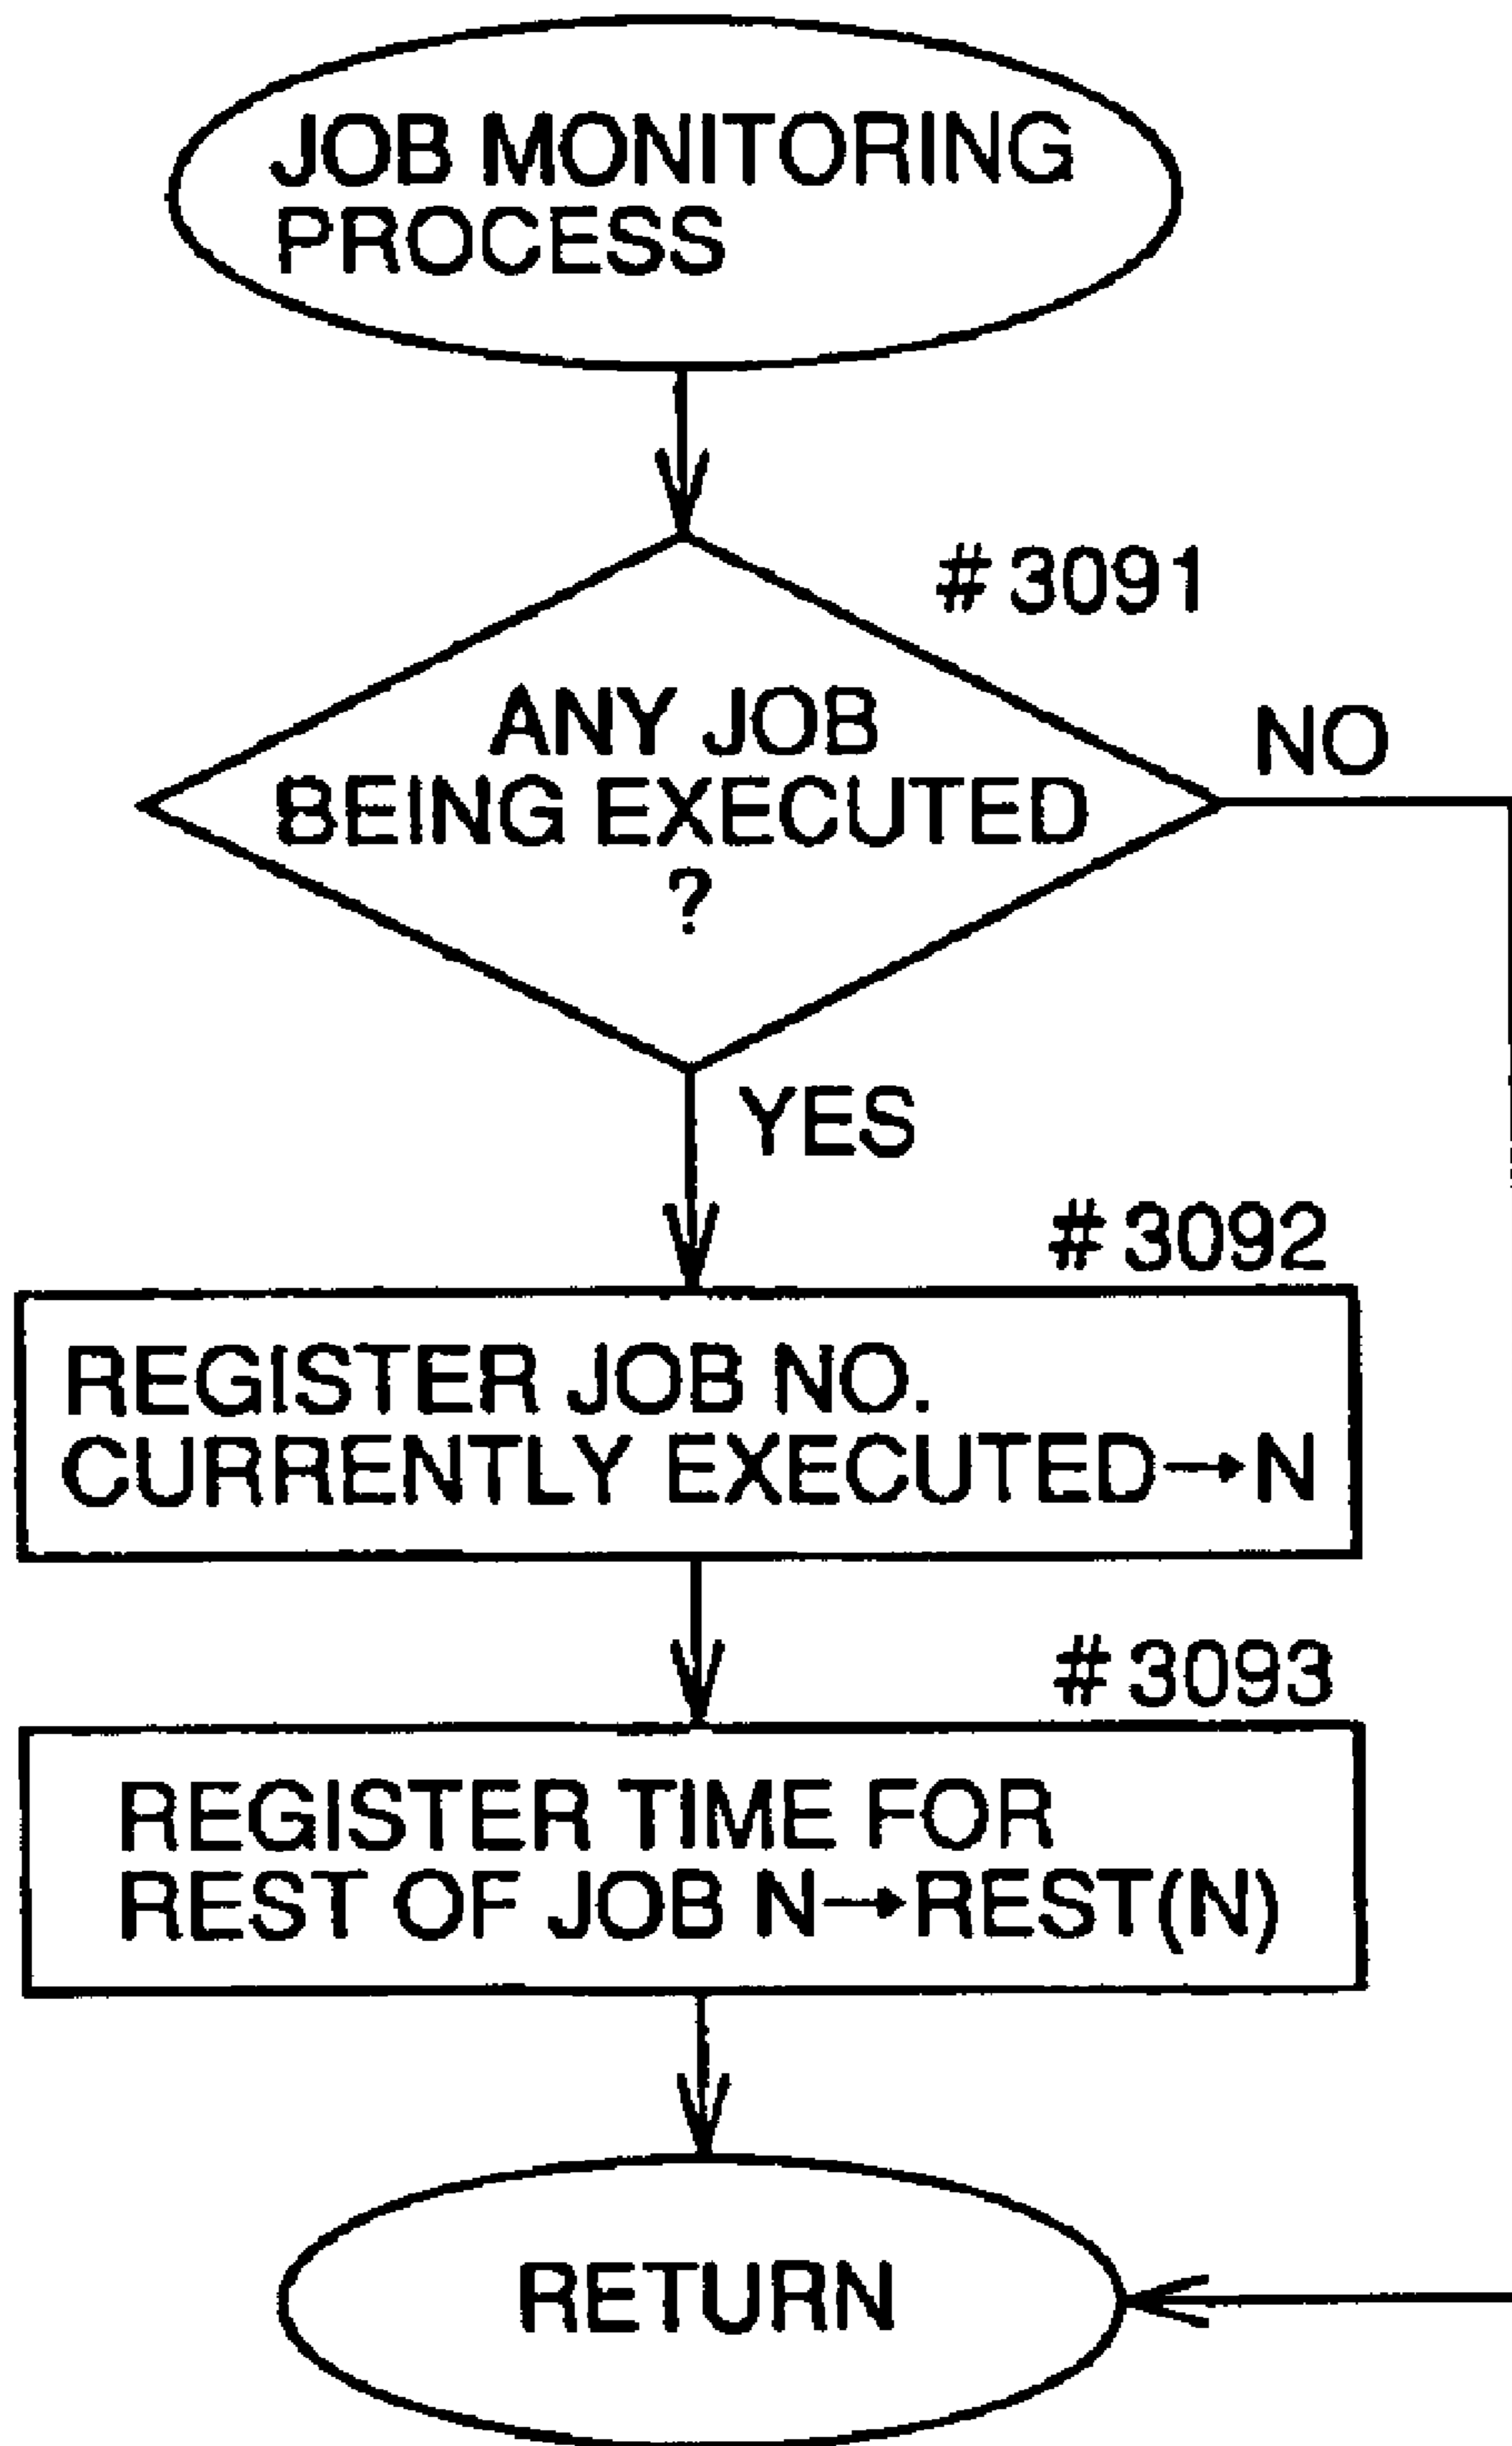 JOB MONITORING
PROCESS
#3091
ANY JOB
BEING EXECUTED
?
NO
YES
#3092
REGISTER JOB NO.
CURRENTLY EXECUTED→N
#3093
REGISTER TIME FOR
REST OF JOB N→REST(N)
RETURN